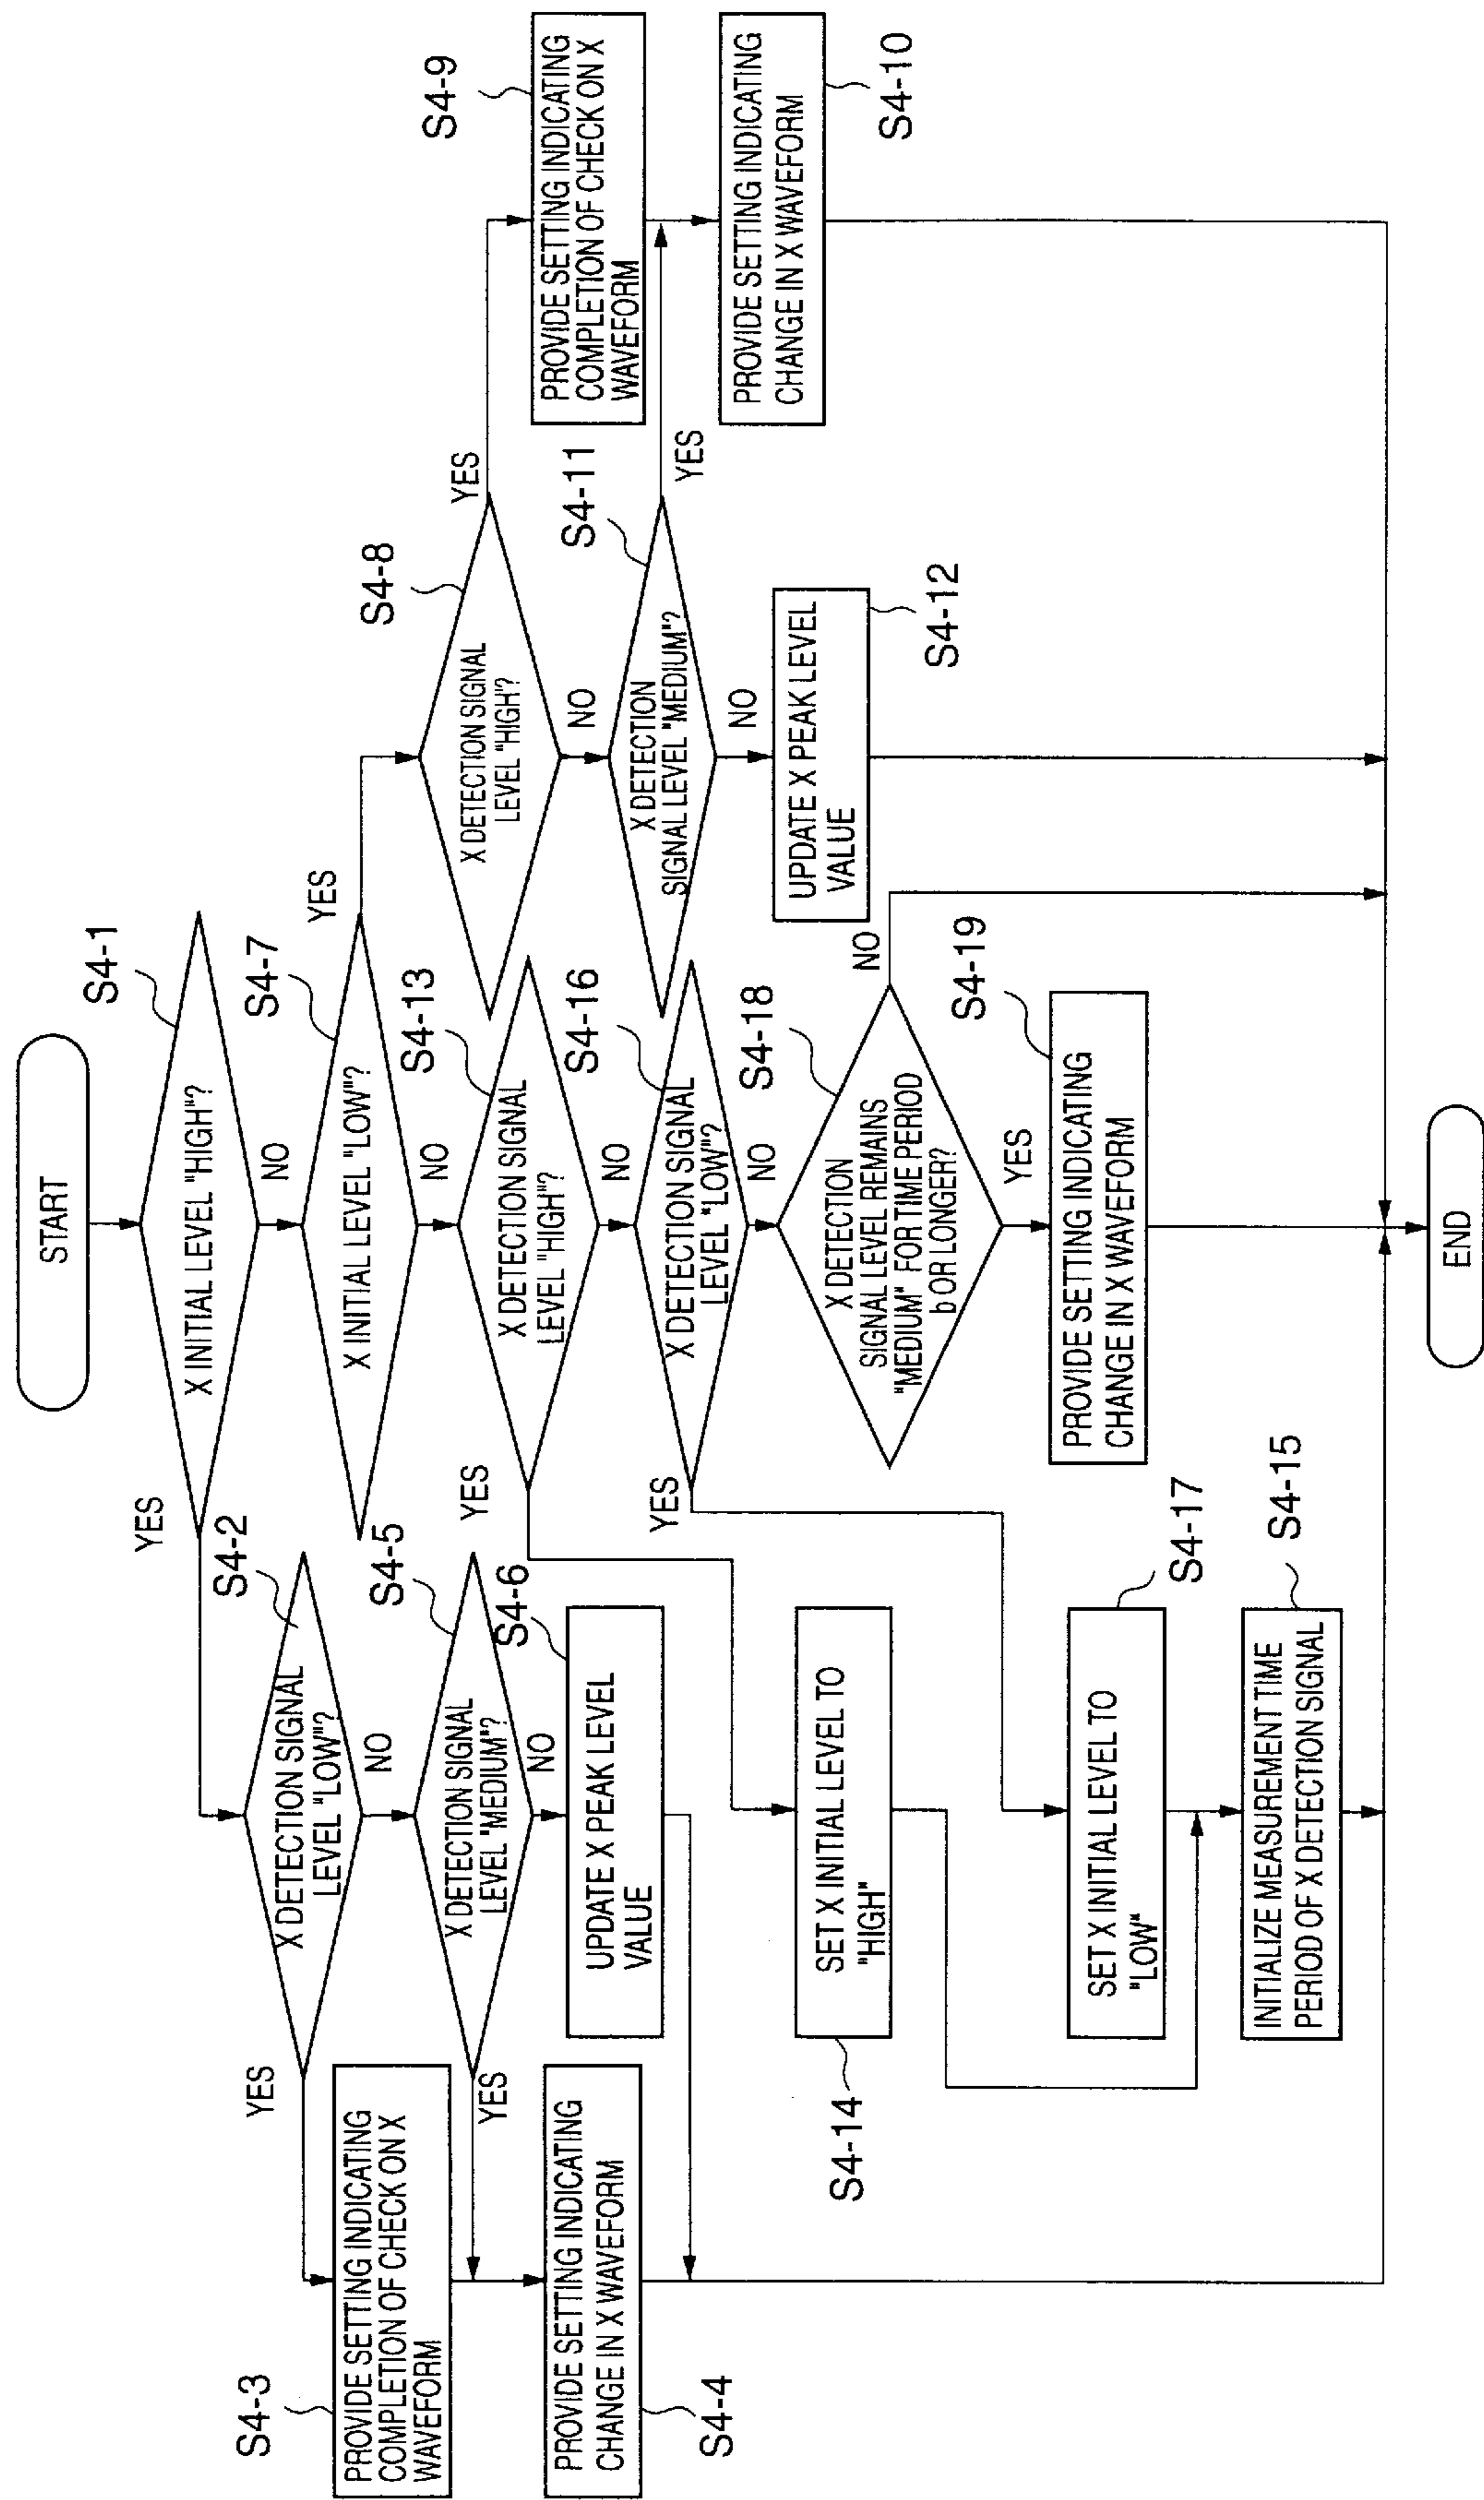 START
S4-1
X INITIAL LEVEL "HIGH"?
YES
NO
S4-2
X DETECTION SIGNAL
LEVEL "LOW"?
YES
NO
S4-3
PROVIDE SETTING INDICATING
COMPLETION OF CHECK ON X
WAVEFORM
S4-5
X DETECTION SIGNAL
LEVEL "MEDIUM"?
YES
NO
S4-4
PROVIDE SETTING INDICATING
CHANGE IN X WAVEFORM
S4-6
UPDATE X PEAK LEVEL
VALUE
S4-7
X INITIAL LEVEL "LOW"?
YES
NO
S4-8
X DETECTION SIGNAL
LEVEL "HIGH"?
YES
NO
S4-9
PROVIDE SETTING INDICATING
COMPLETION OF CHECK ON X
WAVEFORM
S4-10
PROVIDE SETTING INDICATING
CHANGE IN X WAVEFORM
S4-11
X DETECTION
SIGNAL LEVEL "MEDIUM"?
YES
NO
S4-12
UPDATE X PEAK LEVEL
VALUE
S4-13
X DETECTION SIGNAL
LEVEL "HIGH"?
YES
NO
S4-14
SET X INITIAL LEVEL TO
"HIGH"
S4-16
X DETECTION SIGNAL
LEVEL "LOW"?
YES
NO
S4-17
SET X INITIAL LEVEL TO
"LOW"
S4-15
INITIALIZE MEASUREMENT TIME
PERIOD OF X DETECTION SIGNAL
S4-18
X DETECTION
SIGNAL LEVEL REMAINS
"MEDIUM" FOR TIME PERIOD
b OR LONGER?
NO
YES
S4-19
PROVIDE SETTING INDICATING
CHANGE IN X WAVEFORM
END